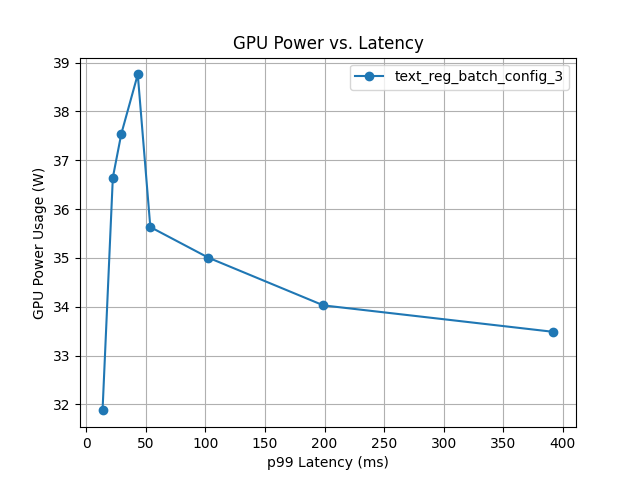 GPU Power vs. Latency
text_reg_batch_config_3
GPU Power Usage (W)
39
38
37
36
35
34
33
32
0 50 100 150 200 250 300 350 400
p99 Latency (ms)